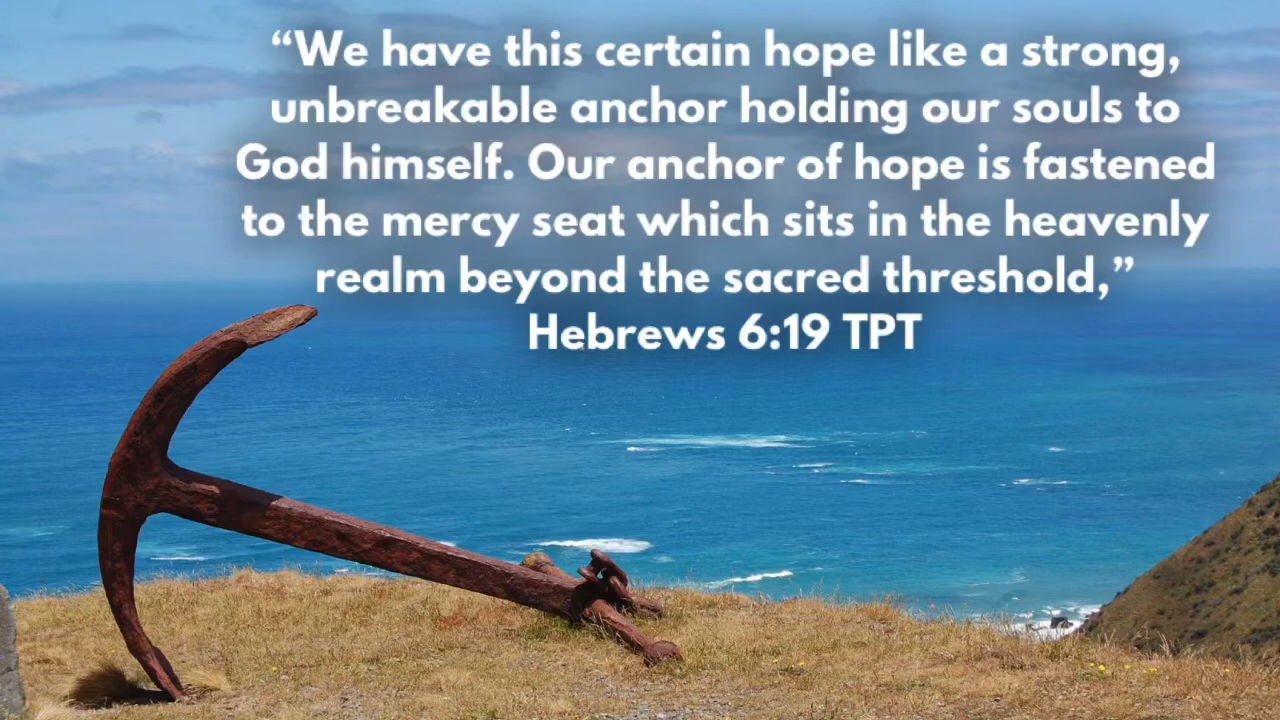 “We have this certain hope like a strong,
unbreakable anchor holding our souls to
God himself. Our anchor of hope is fastened
to the mercy seat which sits in the heavenly
realm beyond the sacred threshold,”
Hebrews 6:19 TPT